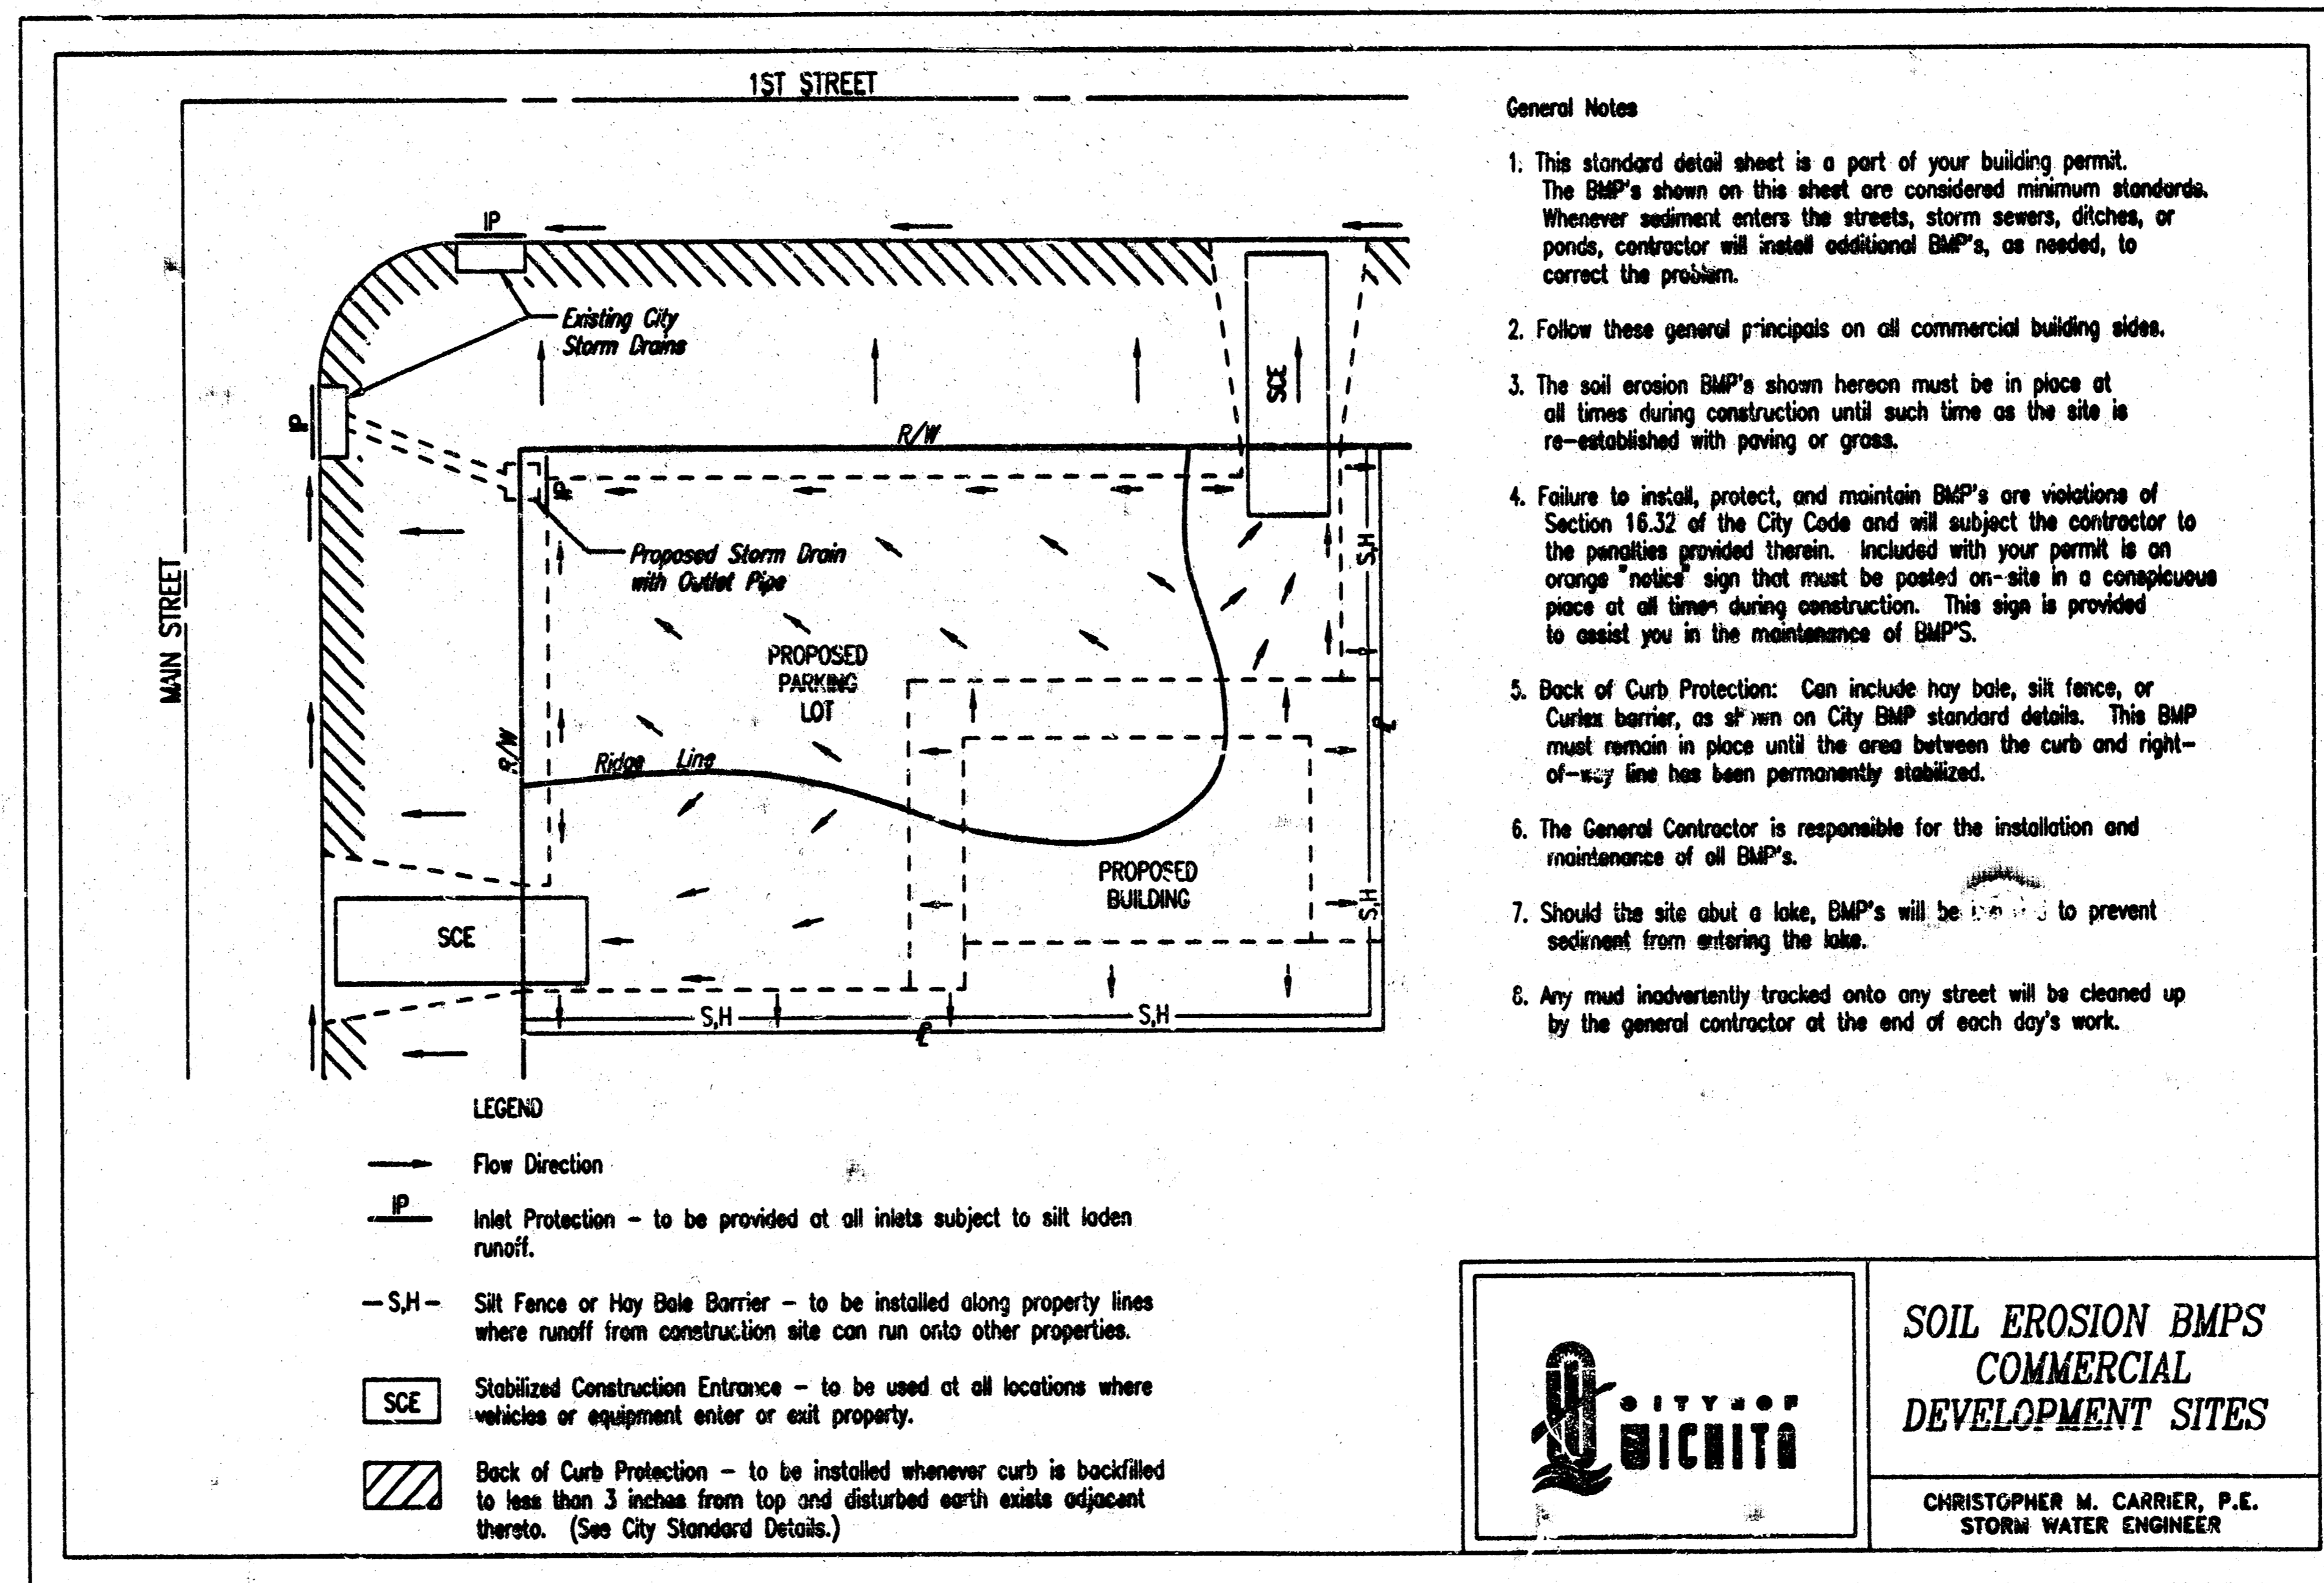 1ST STREET
MAIN STREET
IP
IP
Existing City
Storm Drains
SCE
R/W
IP
Proposed Storm Drain
with Outlet Pipe
S,H
PROPOSED
PARKING
LOT
R/W
Ridge Line
PROPOSED
BUILDING
S,H
SCE
S,H
S,H
LEGEND
Flow Direction
IP
Inlet Protection - to be provided at all inlets subject to silt laden
runoff.
S,H
Silt Fence or Hay Bale Barrier - to be installed along property lines
where runoff from construction site can run onto other properties.
SCE
Stabilized Construction Entrance - to be used at all locations where
vehicles or equipment enter or exit property.
Back of Curb Protection - to be installed whenever curb is backfilled
to less than 3 inches from top and disturbed earth exists adjacent
thereto. (See City Standard Details.)
General Notes
1. This standard detail sheet is a part of your building permit.
The BMP's shown on this sheet are considered minimum standards.
Whenever sediment enters the streets, storm sewers, ditches, or
ponds, contractor will install additional BMP's, as needed, to
correct the problem.
2. Follow these general principals on all commercial building sides.
3. The soil erosion BMP's shown hereon must be in place at
all times during construction until such time as the site is
re-established with paving or grass.
4. Failure to install, protect, and maintain BMP's are violations of
Section 16.32 of the City Code and will subject the contractor to
the penalties provided therein. Included with your permit is an
orange "notice" sign that must be posted on-site in a conspicuous
place at all times during construction. This sign is provided
to assist you in the maintenance of BMP'S.
5. Back of Curb Protection: Can include hay bale, silt fence, or
Curlex barrier, as shown on City BMP standard details. This BMP
must remain in place until the area between the curb and right-
of-way line has been permanently stabilized.
6. The General Contractor is responsible for the installation and
maintenance of all BMP's.
7. Should the site abut a lake, BMP's will be to prevent
sediment from entering the lake.
8. Any mud inadvertently tracked onto any street will be cleaned up
by the general contractor at the end of each day's work.
CITY OF
WICHITA
SOIL EROSION BMPS
COMMERCIAL
DEVELOPMENT SITES
CHRISTOPHER M. CARRIER, P.E.
STORM WATER ENGINEER